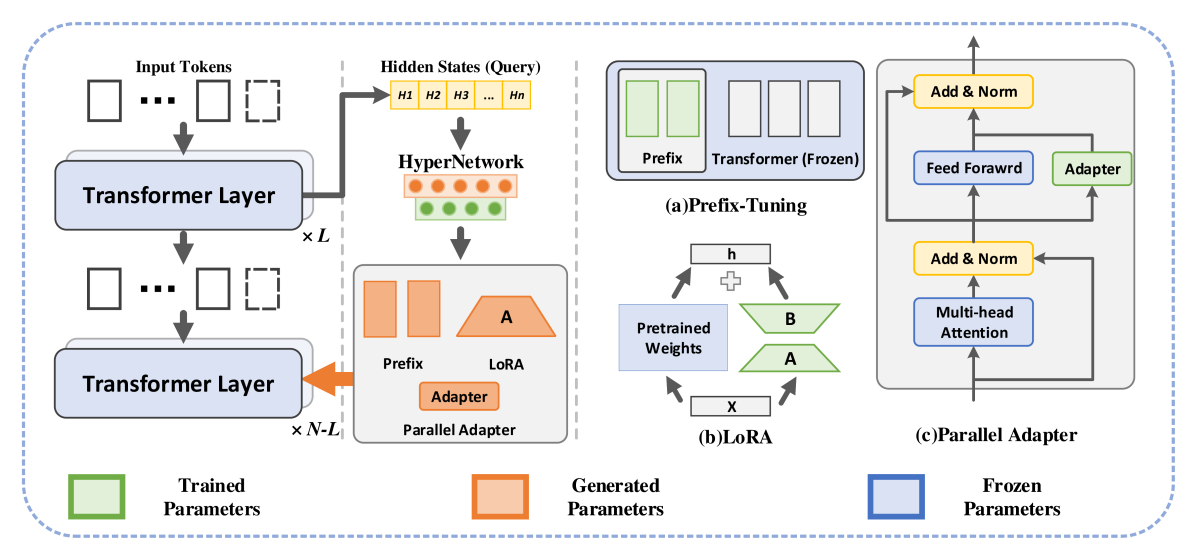 Input Tokens
...
Transformer Layer
× L
...
Transformer Layer
× N-L
Hidden States (Query)
H1 H2 H3 ... Hn
HyperNetwork
A
Prefix
LoRA
Adapter
Parallel Adapter
Prefix
Transformer (Frozen)
(a)Prefix-Tuning
h
Pretrained
Weights
B
A
X
(b)LoRA
Add & Norm
Feed Forawrd
Adapter
Add & Norm
Multi-head
Attention
(c)Parallel Adapter
Trained
Parameters
Generated
Parameters
Frozen
Parameters